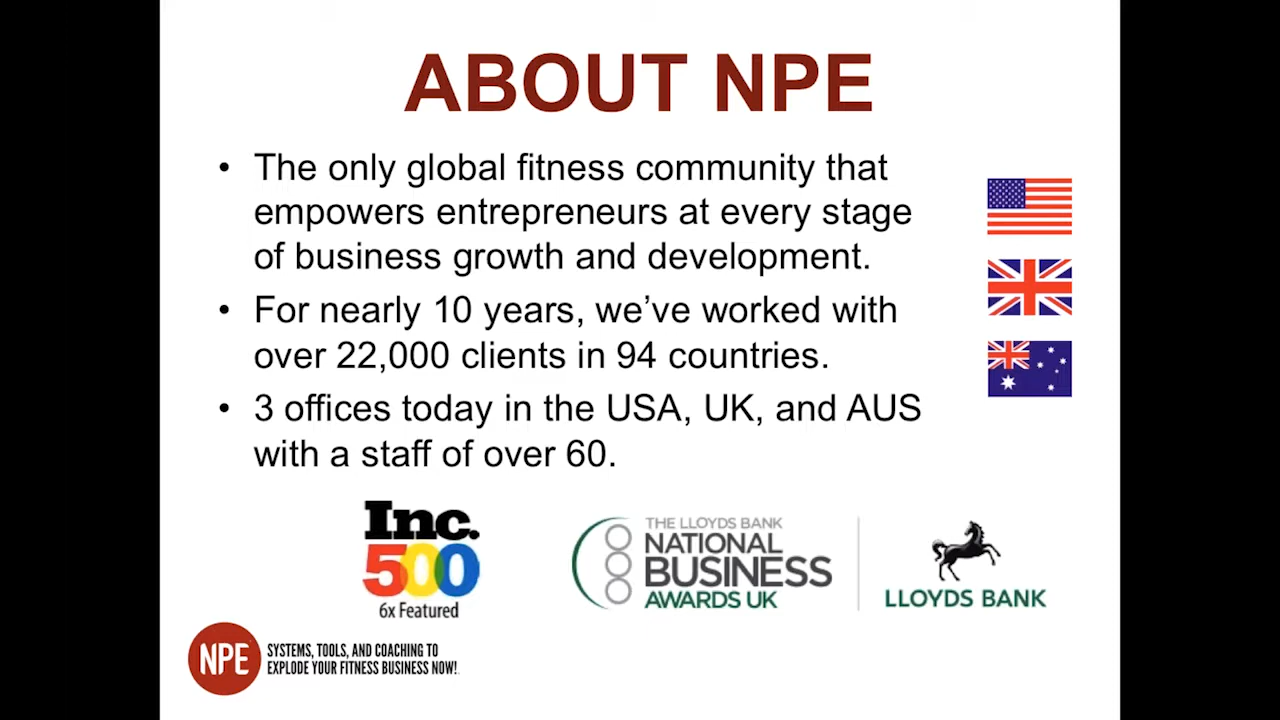 ABOUT NPE
• The only global fitness community that
empowers entrepreneurs at every stage
of business growth and development.
• For nearly 10 years, we’ve worked with
over 22,000 clients in 94 countries.
• 3 offices today in the USA, UK, and AUS
with a staff of over 60.
Inc.
500
6x Featured
THE LLOYDS BANK
NATIONAL
BUSINESS
AWARDS UK
LLOYDS BANK
NPE
SYSTEMS, TOOLS, AND COACHING TO
EXPLODE YOUR FITNESS BUSINESS NOW!